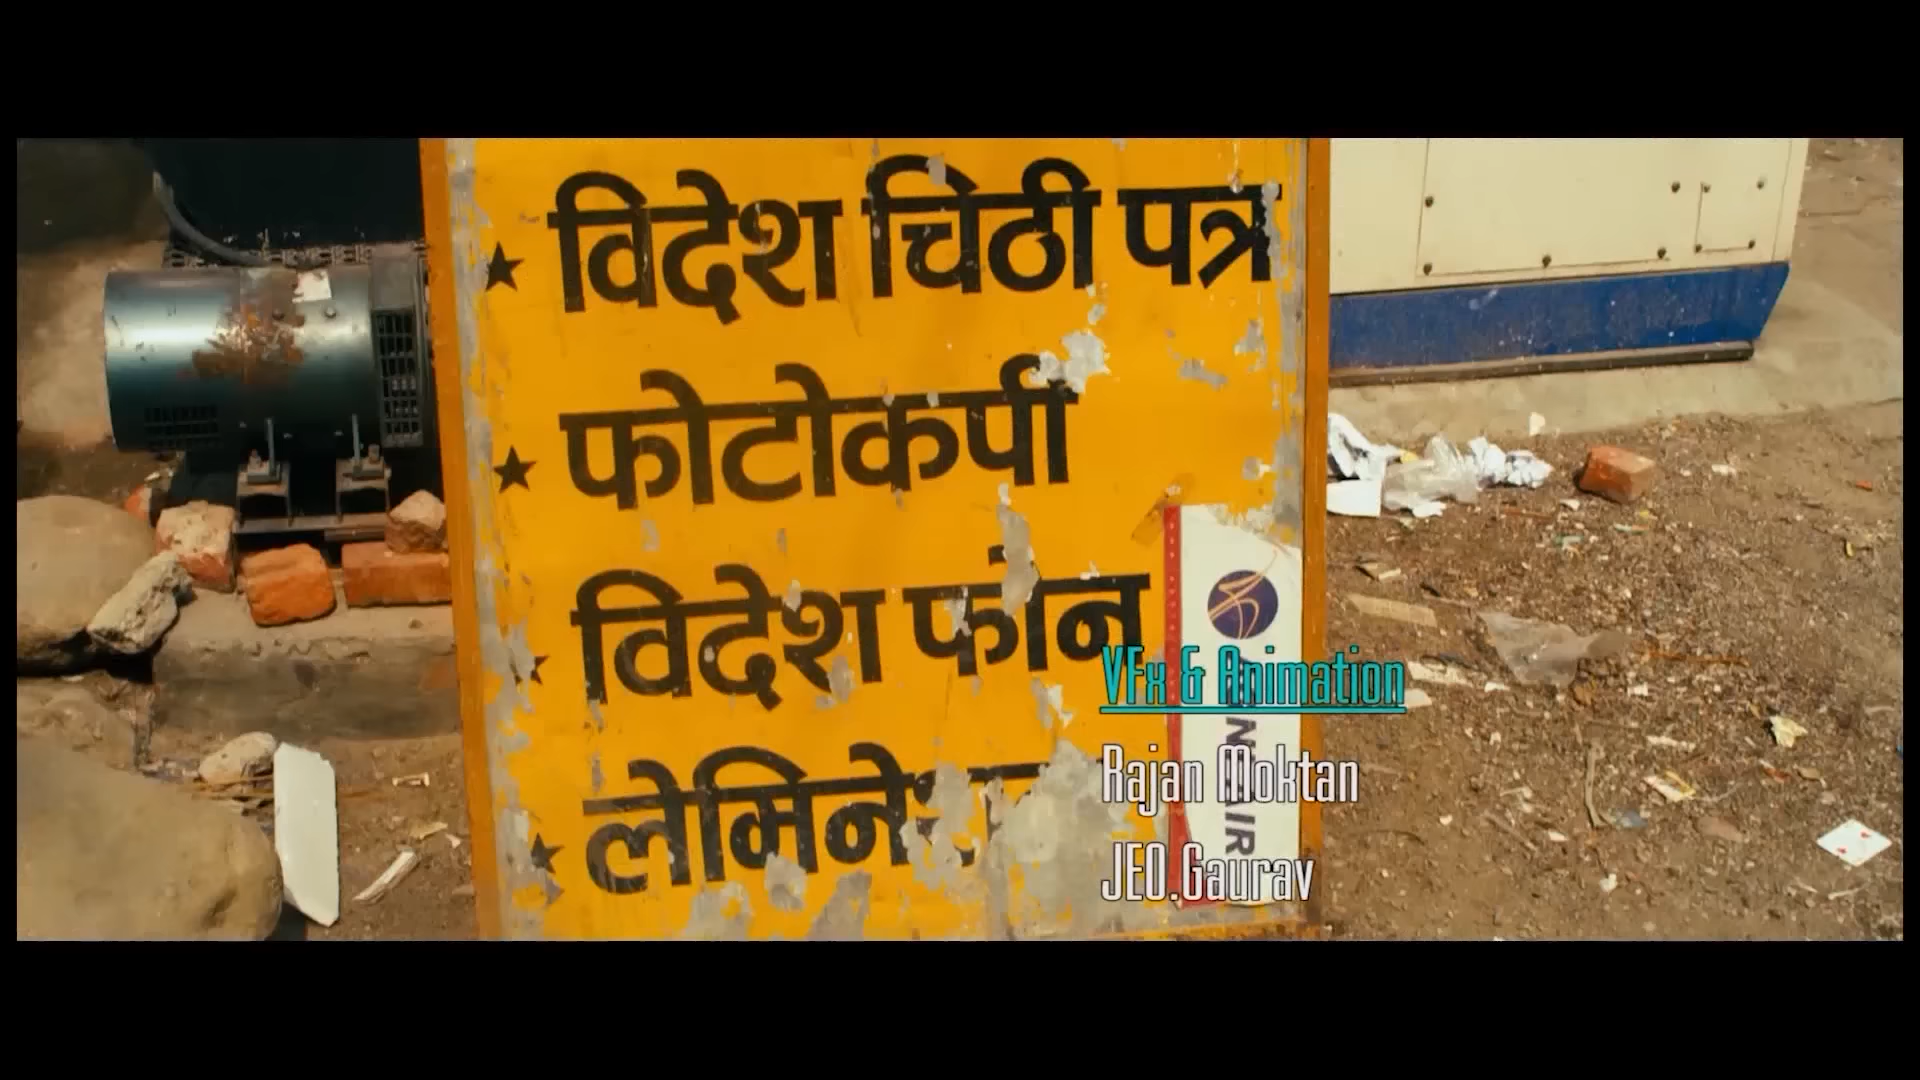 विदेश चिठी पत्र
फोटोकपी
विदेश फोन
VFx & Animation
Rajan Moktan
JEO.Gaurav